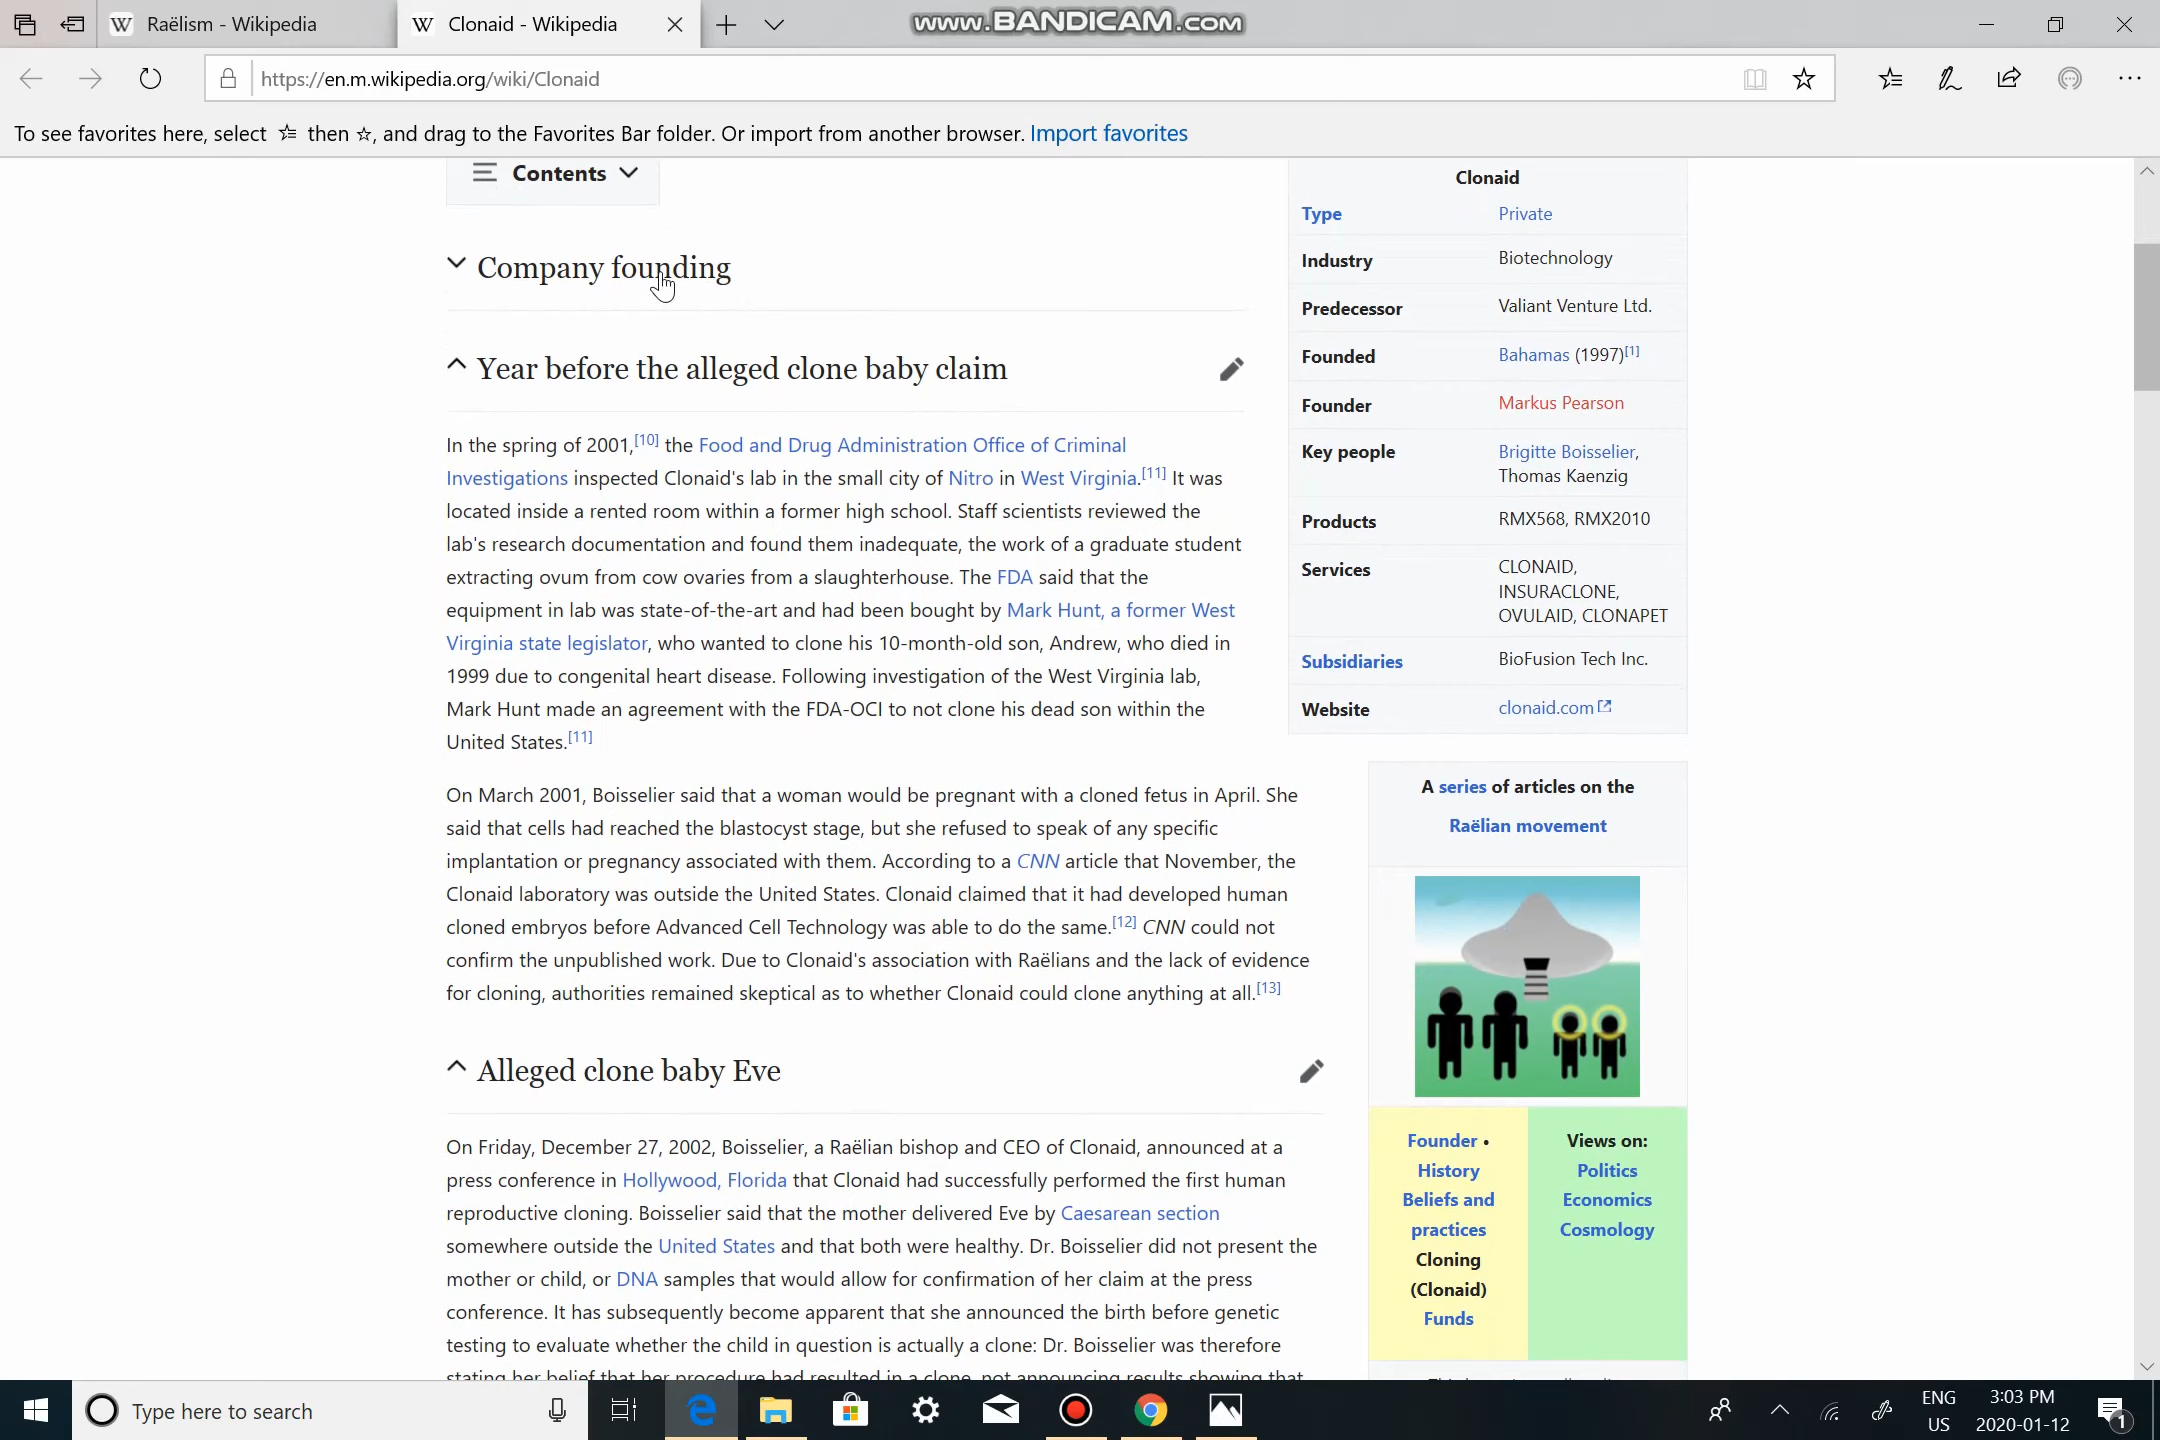 Raëlism - Wikipedia
Clonaid - Wikipedia
www.BANDICAM.com
https://en.m.wikipedia.org/wiki/Clonaid
To see favorites here, select then , and drag to the Favorites Bar folder. Or import from another browser. Import favorites
Contents
Company founding
Year before the alleged clone baby claim
In the spring of 2001,[10] the Food and Drug Administration Office of Criminal
Investigations inspected Clonaid's lab in the small city of Nitro in West Virginia.[11] It was
located inside a rented room within a former high school. Staff scientists reviewed the
lab's research documentation and found them inadequate, the work of a graduate student
extracting ovum from cow ovaries from a slaughterhouse. The FDA said that the
equipment in lab was state-of-the-art and had been bought by Mark Hunt, a former West
Virginia state legislator, who wanted to clone his 10-month-old son, Andrew, who died in
1999 due to congenital heart disease. Following investigation of the West Virginia lab,
Mark Hunt made an agreement with the FDA-OCI to not clone his dead son within the
United States.[11]
On March 2001, Boisselier said that a woman would be pregnant with a cloned fetus in April. She
said that cells had reached the blastocyst stage, but she refused to speak of any specific
implantation or pregnancy associated with them. According to a CNN article that November, the
Clonaid laboratory was outside the United States. Clonaid claimed that it had developed human
cloned embryos before Advanced Cell Technology was able to do the same.[12] CNN could not
confirm the unpublished work. Due to Clonaid's association with Raëlians and the lack of evidence
for cloning, authorities remained skeptical as to whether Clonaid could clone anything at all.[13]
Alleged clone baby Eve
On Friday, December 27, 2002, Boisselier, a Raëlian bishop and CEO of Clonaid, announced at a
press conference in Hollywood, Florida that Clonaid had successfully performed the first human
reproductive cloning. Boisselier said that the mother delivered Eve by Caesarean section
somewhere outside the United States and that both were healthy. Dr. Boisselier did not present the
mother or child, or DNA samples that would allow for confirmation of her claim at the press
conference. It has subsequently become apparent that she announced the birth before genetic
testing to evaluate whether the child in question is actually a clone: Dr. Boisselier was therefore
stating her belief that her procedure had resulted in a clone, not announcing results showing that
Clonaid
Type Private
Industry Biotechnology
Predecessor Valiant Venture Ltd.
Founded Bahamas (1997)[1]
Founder Markus Pearson
Key people Brigitte Boisselier,
Thomas Kaenzig
Products RMX568, RMX2010
Services CLONAID,
INSURACLONE,
OVULAID, CLONAPET
Subsidiaries BioFusion Tech Inc.
Website clonaid.com
A series of articles on the
Raëlian movement
Founder •
History
Beliefs and
practices
Cloning
(Clonaid)
Funds
Views on:
Politics
Economics
Cosmology
Type here to search
ENG
US
3:03 PM
2020-01-12
1